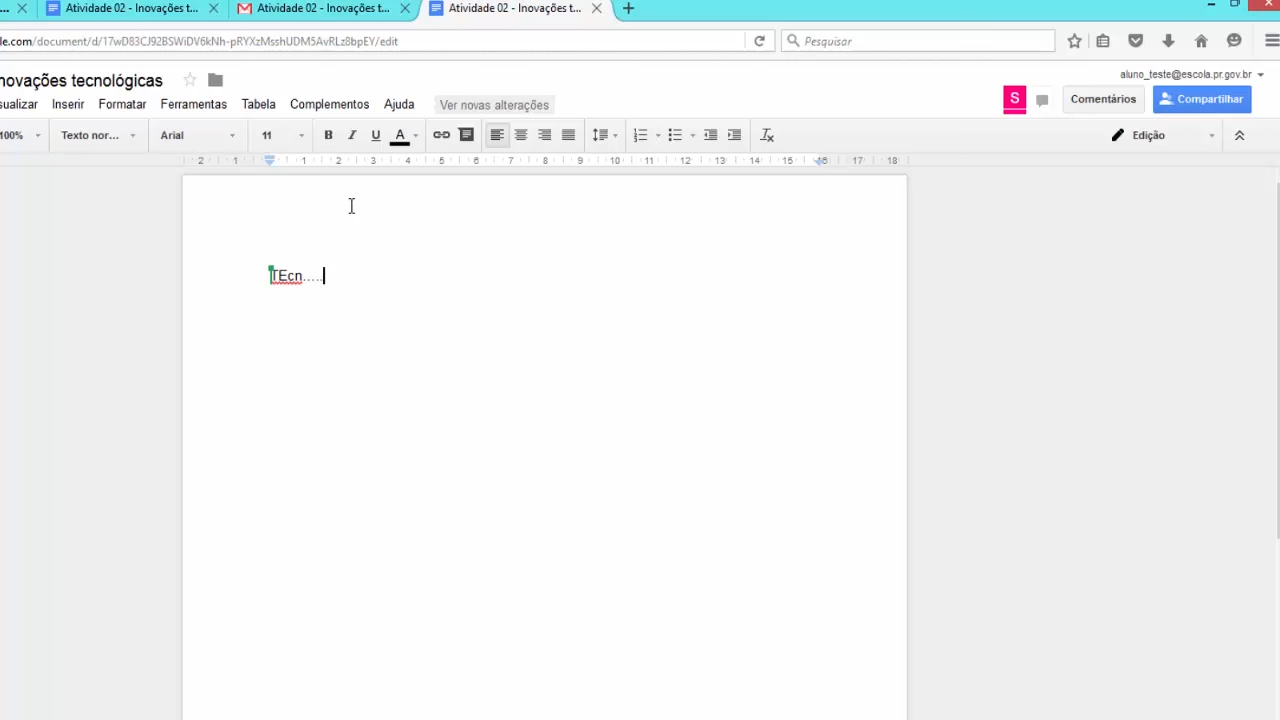 ...
Atividade 02 - Inovações t...
Atividade 02 - Inovações t...
Atividade 02 - Inovações t...
le.com/document/d/17wD83CJ92BSWiDV6kNh-pRYXzMsshUDM5AvRLz8bpEY/edit
Pesquisar
novações tecnológicas
aluno_teste@escola.pr.gov.br
sualizar Inserir Formatar Ferramentas Tabela Complementos Ajuda Ver novas alterações
S
Comentários
Compartilhar
100% Texto nor... Arial 11 B I U A Edição
2 1 1 2 3 4 5 6 7 8 9 10 11 12 13 14 15 16 17 18
TEcn.....